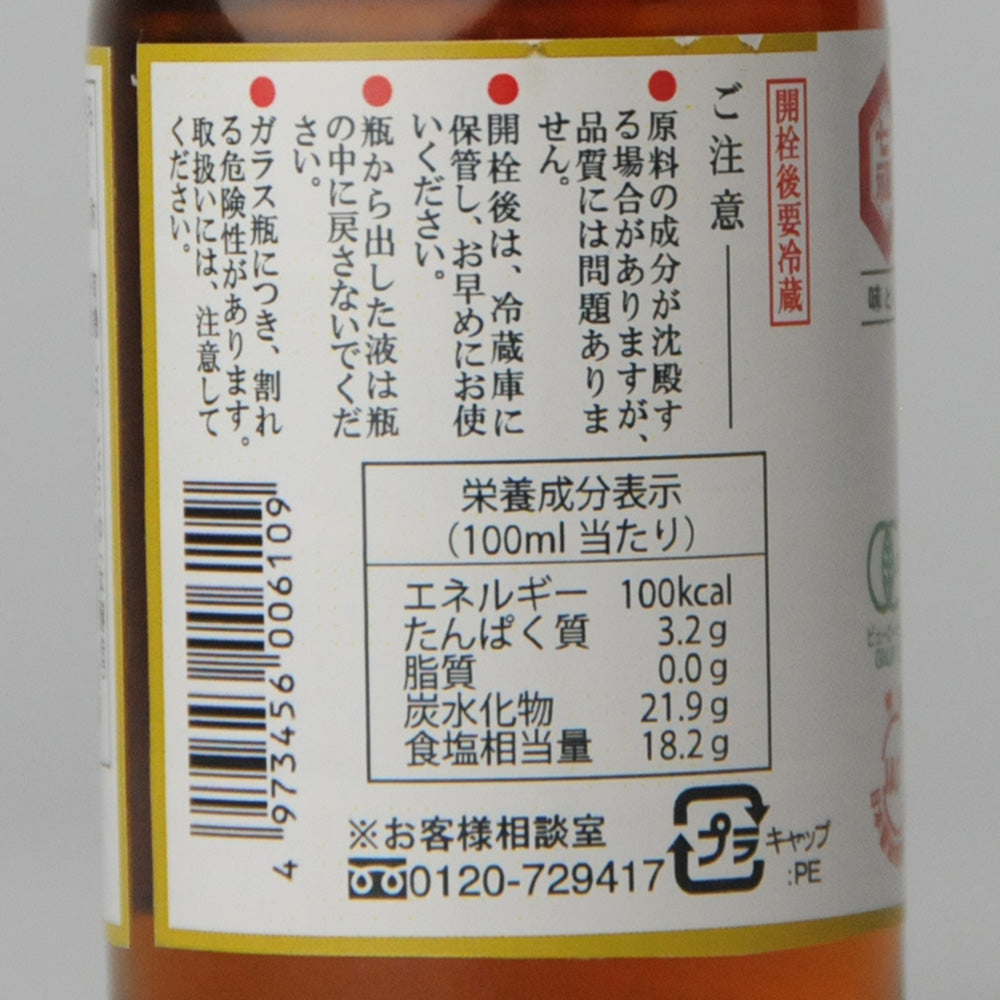 開栓後要冷蔵
ご注意
●原料の成分が沈殿す
る場合がありますが、
品質には問題ありま
せん。
●開栓後は、冷蔵庫に
保管し、お早めにお使
いください。
●瓶から出した液は瓶
の中に戻さないでくだ
さい。
●ガラス瓶につき、割れ
る危険性があります。
取扱いには、注意して
ください。
栄養成分表示
(100ml 当たり)
エネルギー 100kcal
たんぱく質 3.2g
脂質 0.0g
炭水化物 21.9g
食塩相当量 18.2g
4 973456 006109
※お客様相談室
0120-729417
プラ
キャップ
:PE
味と